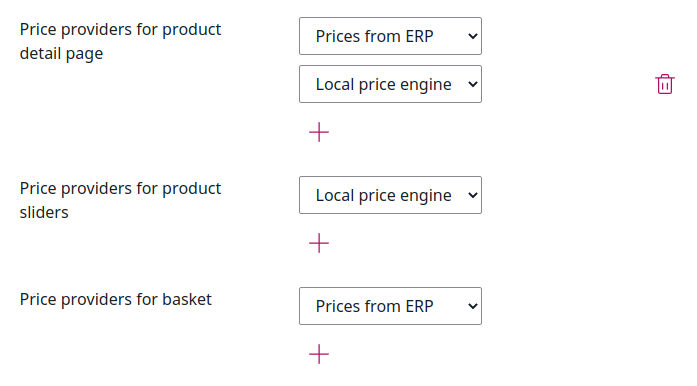 Price providers for product
detail page
Prices from ERP
Local price engine
Price providers for product
sliders
Local price engine
Price providers for basket
Prices from ERP